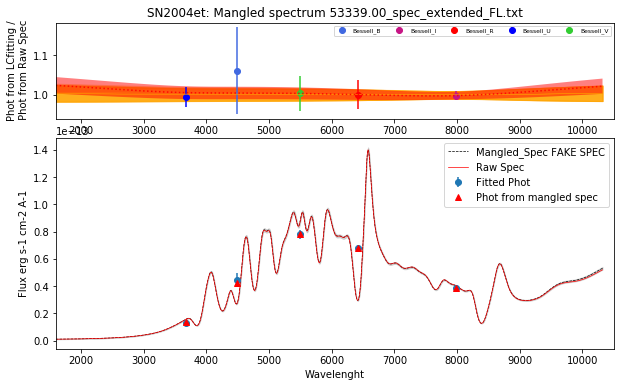 SN2004et: Mangled spectrum 53339.00_spec_extended_FL.txt
Phot from LCfitting /
Phot from Raw Spec
Bessell_B
Bessell_I
Bessell_R
Bessell_U
Bessell_V
1.1
1.0
2000 3000 4000 5000 6000 7000 8000 9000 10000
Flux erg s-1 cm-2 A-1
1.4
1.2
1.0
0.8
0.6
0.4
0.2
0.0
Mangled_Spec FAKE SPEC
Raw Spec
Fitted Phot
Phot from mangled spec
2000 3000 4000 5000 6000 7000 8000 9000 10000
Wavelenght